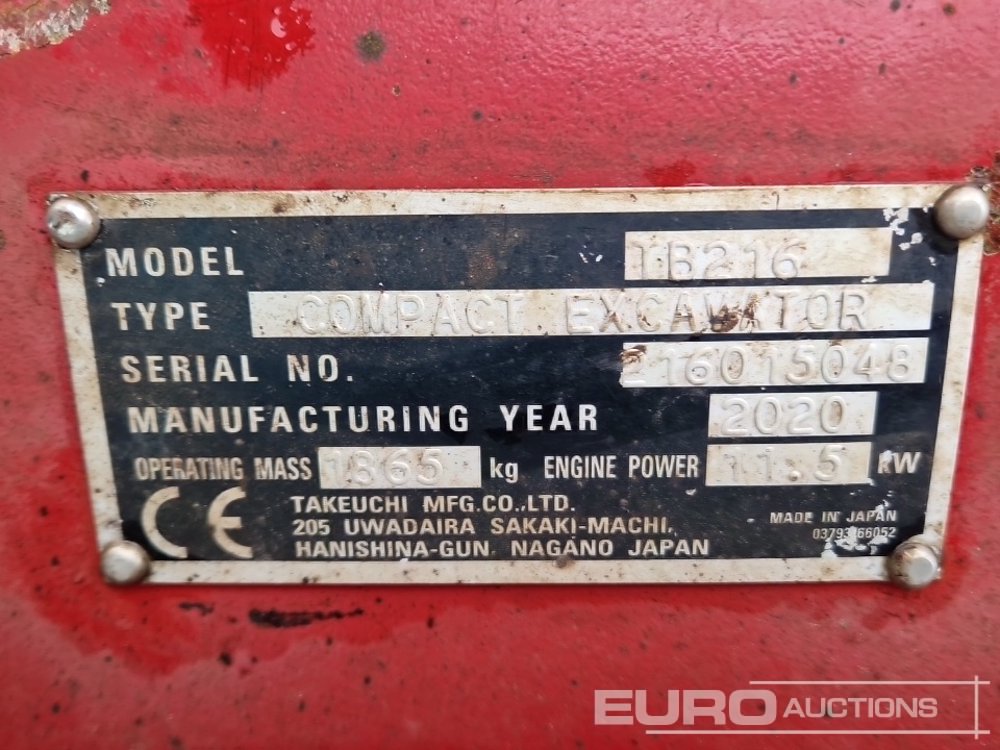 MODEL TB216
TYPE COMPACT EXCAVATOR
SERIAL NO. 216015048
MANUFACTURING YEAR 2020
OPERATING MASS 1865 kg ENGINE POWER 11.5 KW
CE
TAKEUCHI MFG.CO.,LTD.
205 UWADAIRA SAKAKI-MACHI,
HANISHINA-GUN, NAGANO JAPAN
MADE IN JAPAN
03793-66052
EURO AUCTIONS